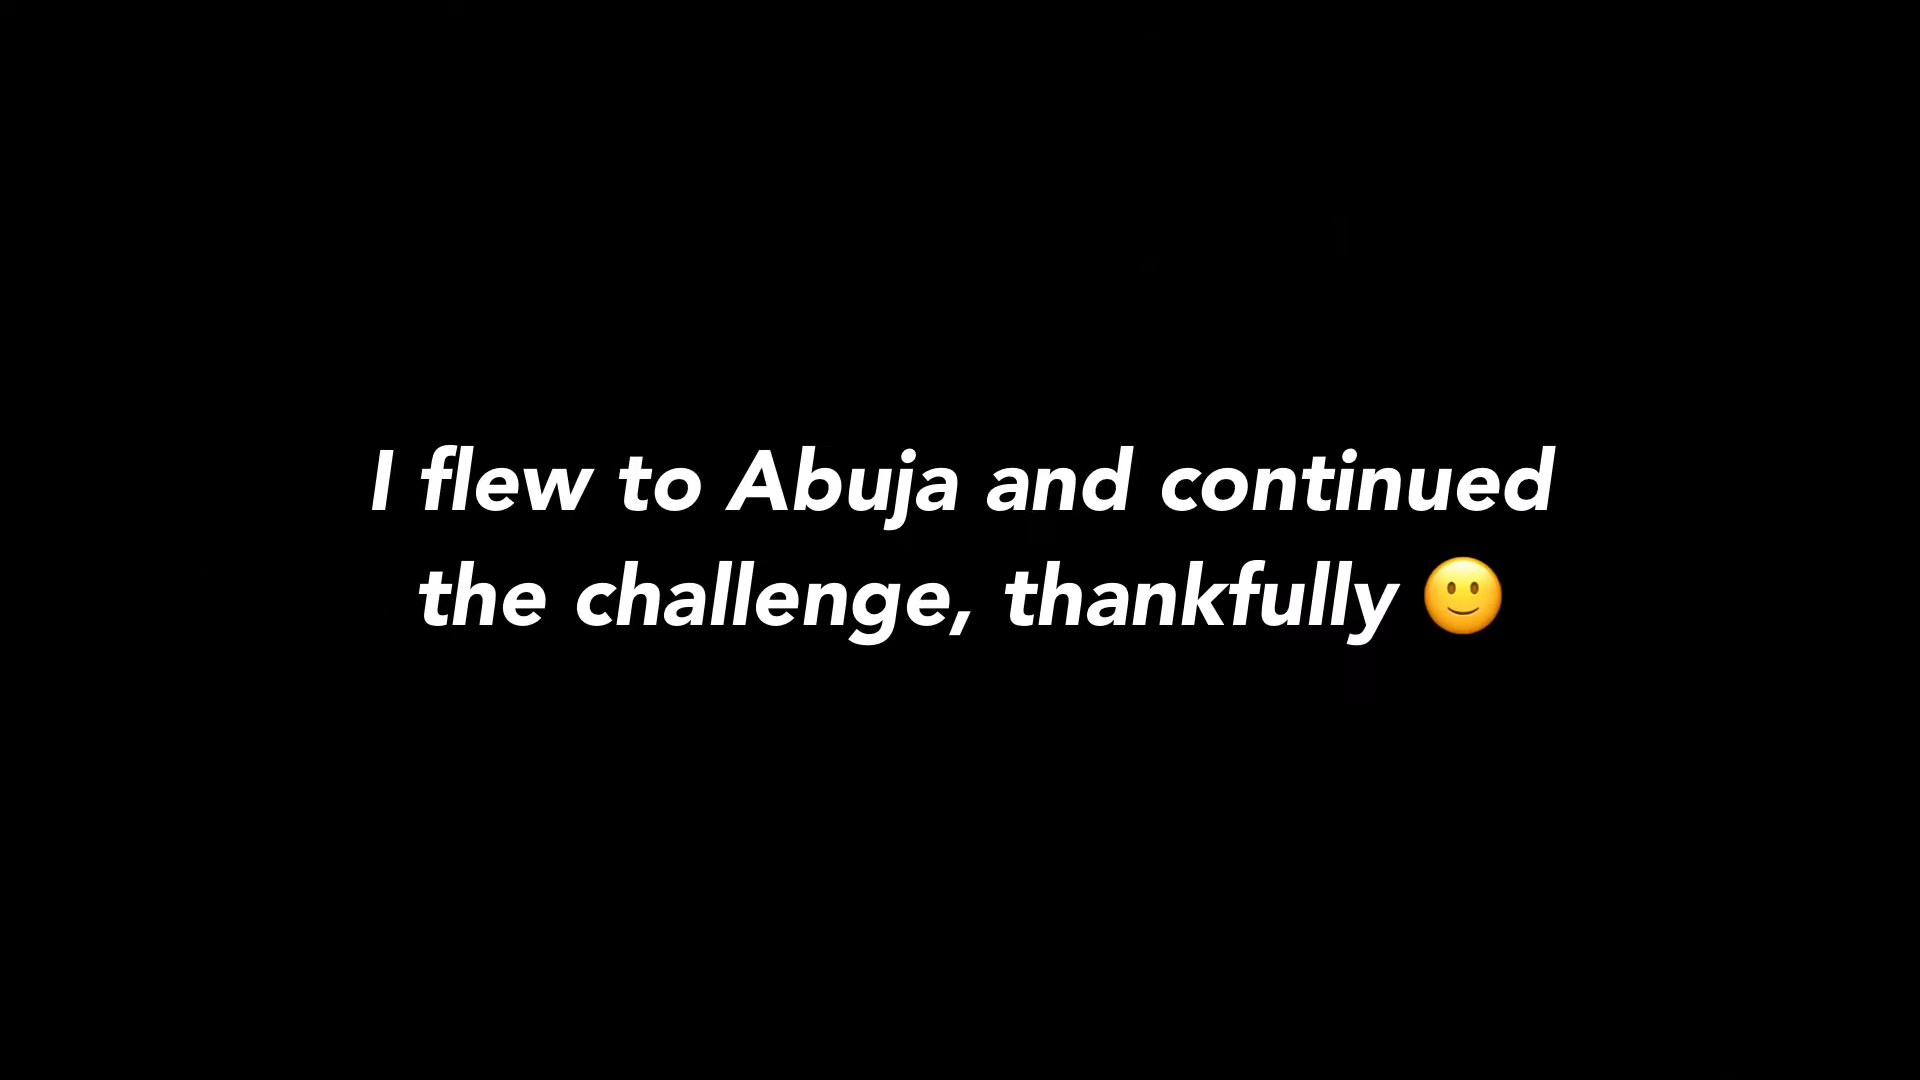 I flew to Abuja and continued
the challenge, thankfully 🙂